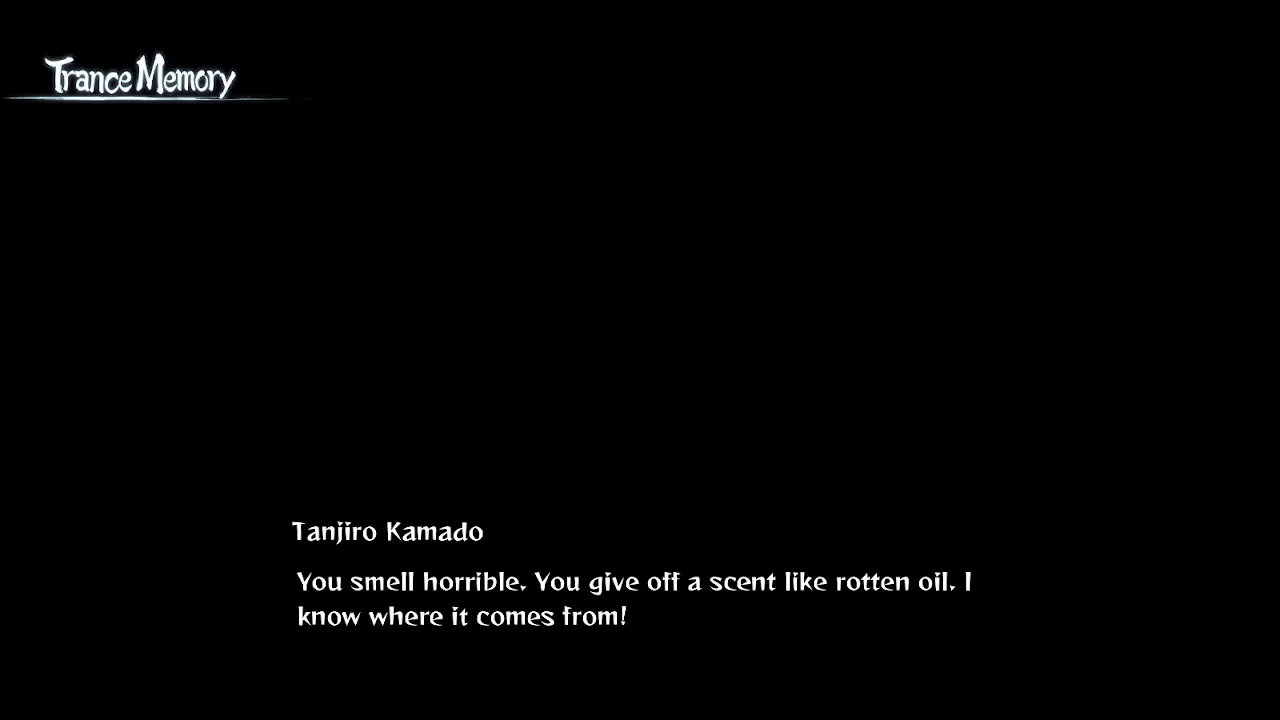 Trance Memory
Tanjiro Kamado
You smell horrible. You give off a scent like rotten oil. I
know where it comes from!